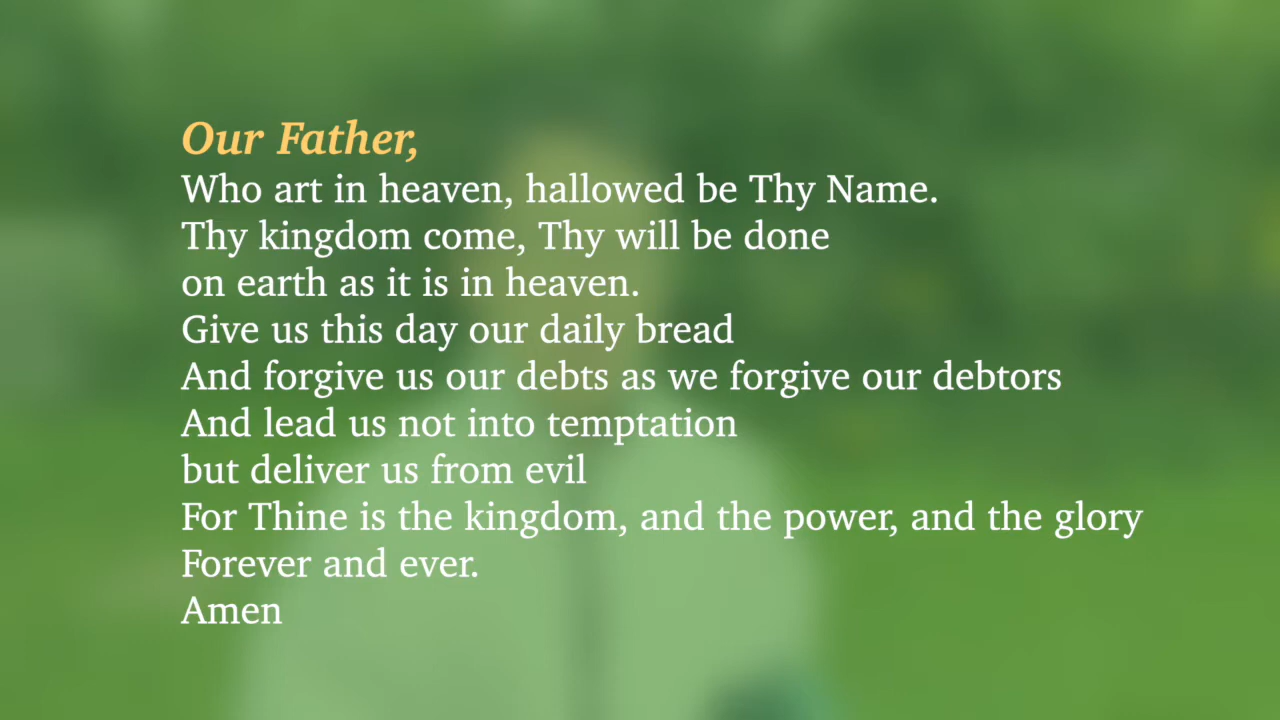 Our Father,
Who art in heaven, hallowed be Thy Name.
Thy kingdom come, Thy will be done
on earth as it is in heaven.
Give us this day our daily bread
And forgive us our debts as we forgive our debtors
And lead us not into temptation
but deliver us from evil
For Thine is the kingdom, and the power, and the glory
Forever and ever.
Amen